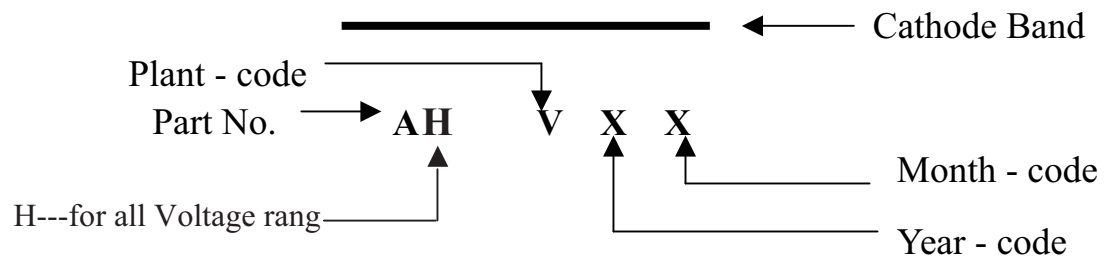 Cathode Band
Plant - code
Part No.
AH V X X
Month - code
H---for all Voltage rang
Year - code